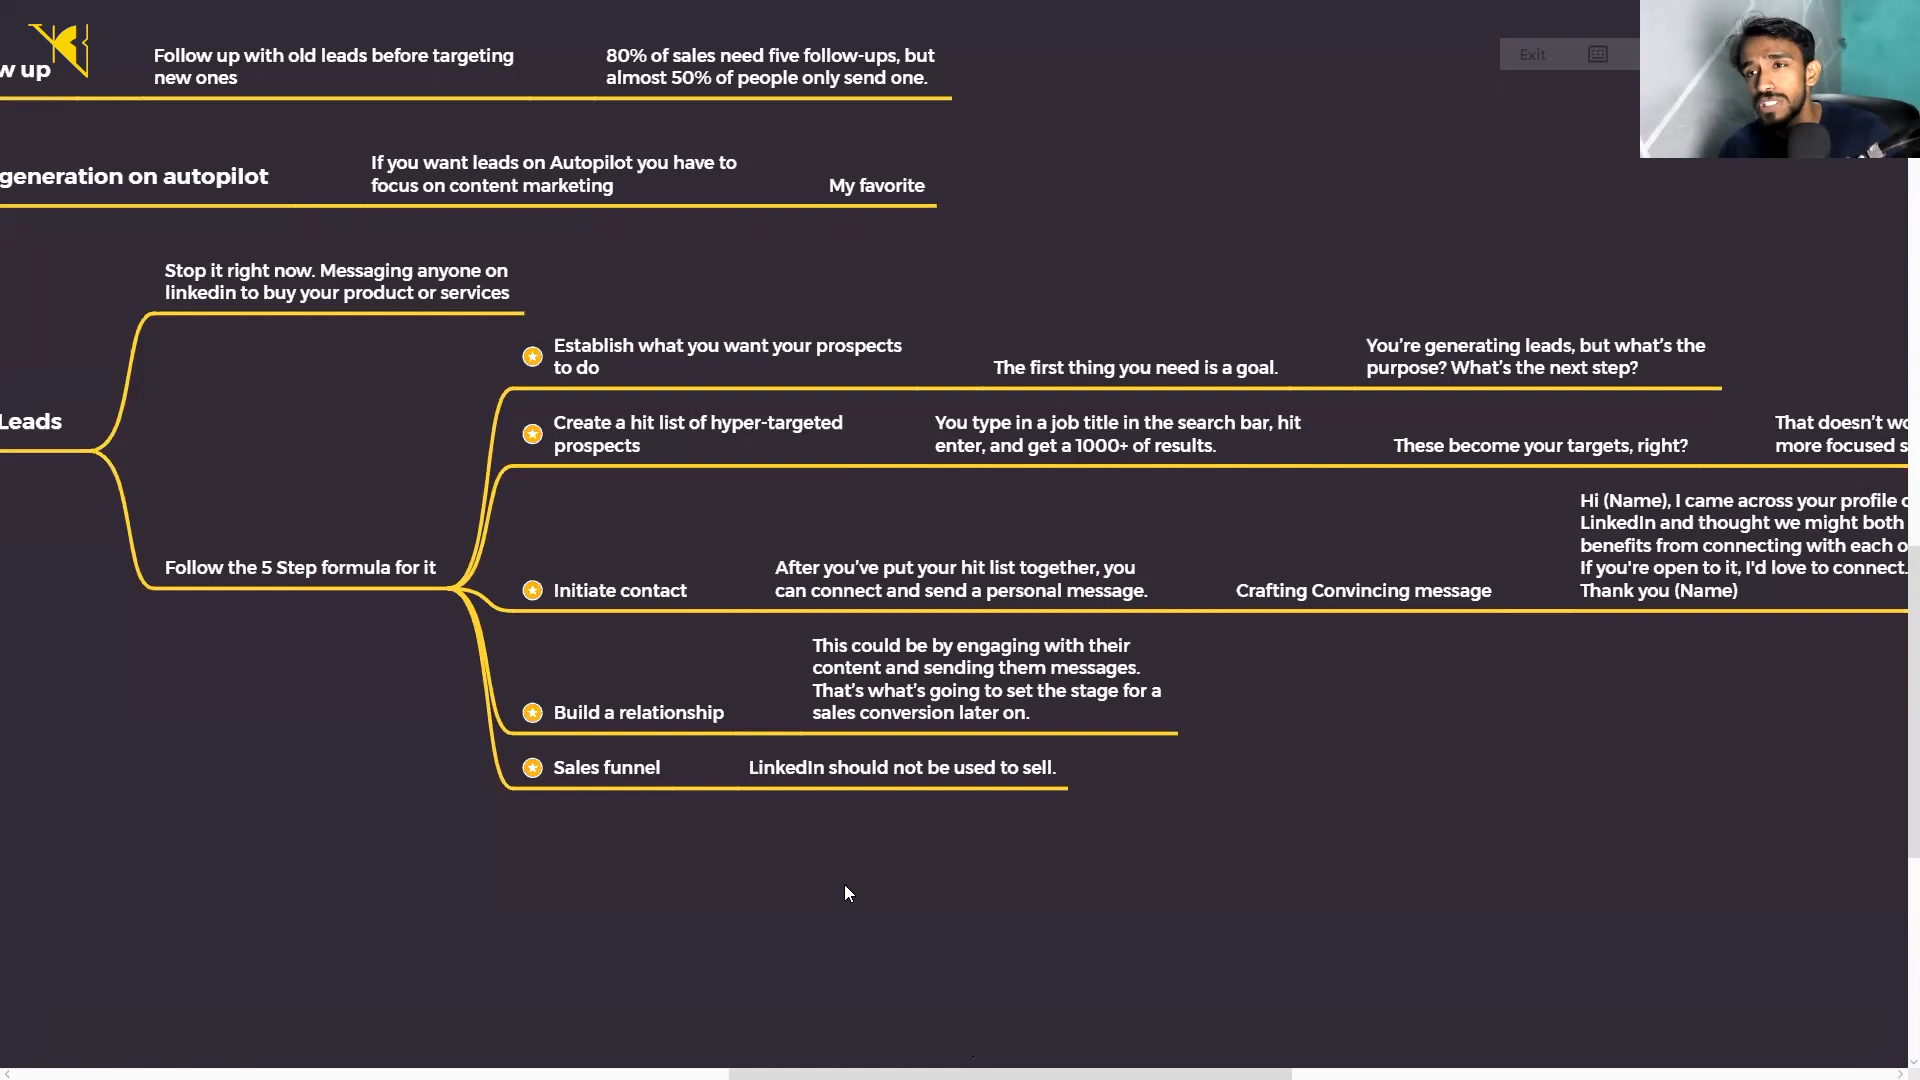 w up
Follow up with old leads before targeting
new ones
80% of sales need five follow-ups, but
almost 50% of people only send one.
Exit
generation on autopilot
If you want leads on Autopilot you have to
focus on content marketing
My favorite
Stop it right now. Messaging anyone on
linkedin to buy your product or services
Leads
Follow the 5 Step formula for it
Establish what you want your prospects
to do
The first thing you need is a goal.
You're generating leads, but what's the
purpose? What's the next step?
Create a hit list of hyper-targeted
prospects
You type in a job title in the search bar, hit
enter, and get a 1000+ of results.
These become your targets, right?
That doesn't wo
more focused s
Initiate contact
After you've put your hit list together, you
can connect and send a personal message.
Crafting Convincing message
Hi (Name), I came across your profile o
LinkedIn and thought we might both
benefits from connecting with each o
If you're open to it, I'd love to connect.
Thank you (Name)
Build a relationship
This could be by engaging with their
content and sending them messages.
That's what's going to set the stage for a
sales conversion later on.
Sales funnel
LinkedIn should not be used to sell.